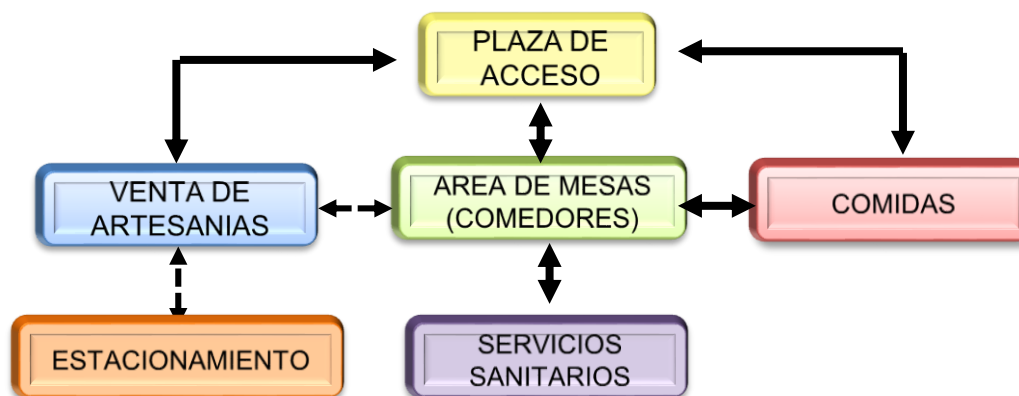 PLAZA DE
ACCESO
VENTA DE
ARTESANIAS
AREA DE MESAS
(COMEDORES)
COMIDAS
ESTACIONAMIENTO
SERVICIOS
SANITARIOS